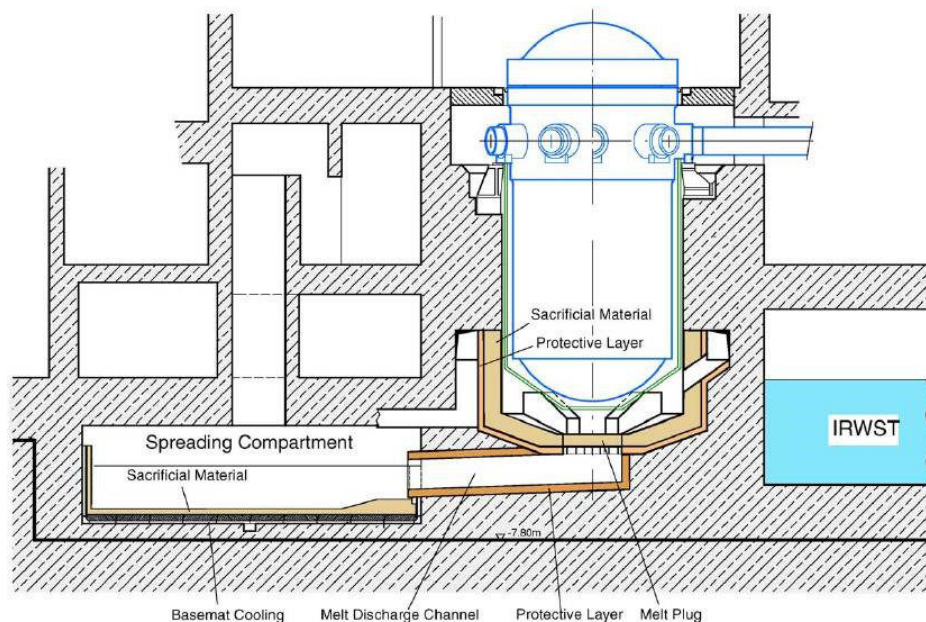 Sacrificial Material
Protective Layer
IRWST
Spreading Compartment
Sacrificial Material
-7.80m
Basemat Cooling
Melt Discharge Channel
Protective Layer
Melt Plug